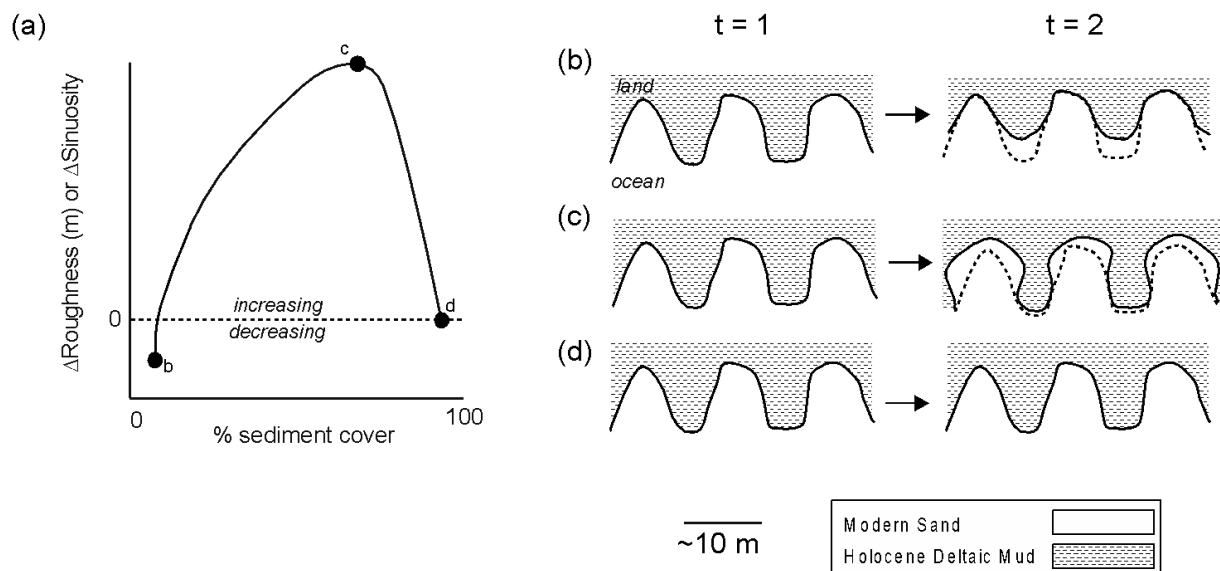 (a)
c
ΔRoughness (m) or ΔSinuosity
increasing
0
decreasing
b
d
0
100
% sediment cover
t = 1
t = 2
(b)
land
ocean
(c)
(d)
~10 m
Modern Sand
Holocene Deltaic Mud